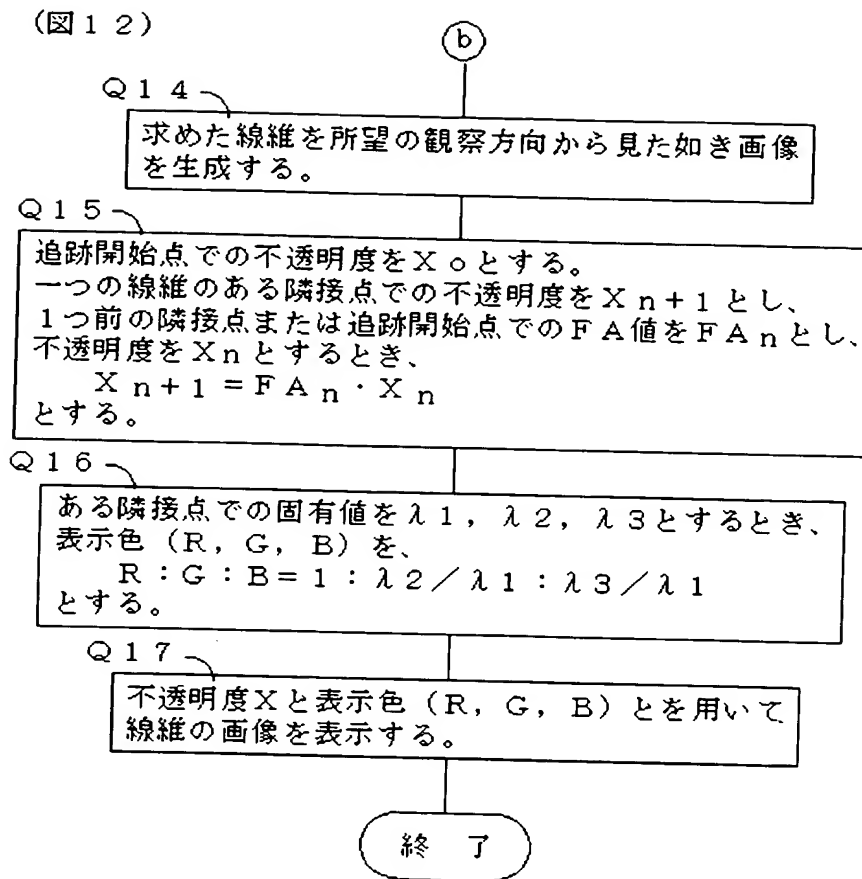 (図12)
b
Q14
求めた線維を所望の観察方向から見た如き画像
を生成する。
Q15
追跡開始点での不透明度をXoとする。
一つの線維のある隣接点での不透明度をXn+1とし、
1つ前の隣接点または追跡開始点でのFA値をFAnとし、
不透明度をXnとするとき、
Xn+1=FAn・Xn
とする。
Q16
ある隣接点での固有値をλ1,λ2,λ3とするとき、
表示色(R,G,B)を、
R:G:B=1:λ2/λ1:λ3/λ1
とする。
Q17
不透明度Xと表示色(R,G,B)とを用いて
線維の画像を表示する。
終 了